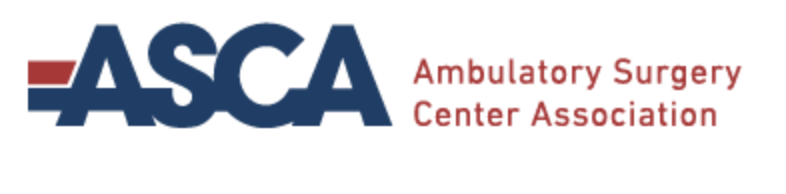 ASCA
Ambulatory Surgery
Center Association